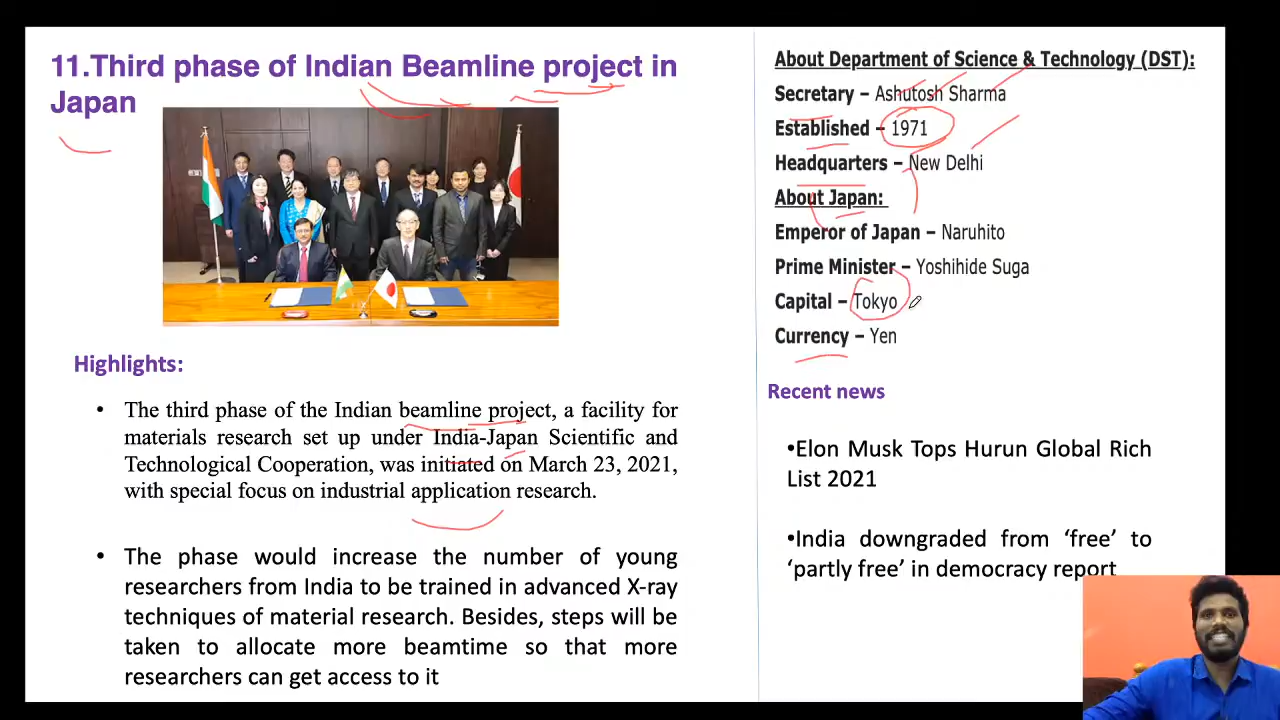 11.Third phase of Indian Beamline project in
Japan
Highlights:
• The third phase of the Indian beamline project, a facility for
materials research set up under India-Japan Scientific and
Technological Cooperation, was initiated on March 23, 2021,
with special focus on industrial application research.
• The phase would increase the number of young
researchers from India to be trained in advanced X-ray
techniques of material research. Besides, steps will be
taken to allocate more beamtime so that more
researchers can get access to it
About Department of Science & Technology (DST):
Secretary – Ashutosh Sharma
Established – 1971
Headquarters – New Delhi
About Japan:
Emperor of Japan – Naruhito
Prime Minister – Yoshihide Suga
Capital – Tokyo
Currency – Yen
Recent news
•Elon Musk Tops Hurun Global Rich
List 2021
•India downgraded from ‘free’ to
‘partly free’ in democracy report